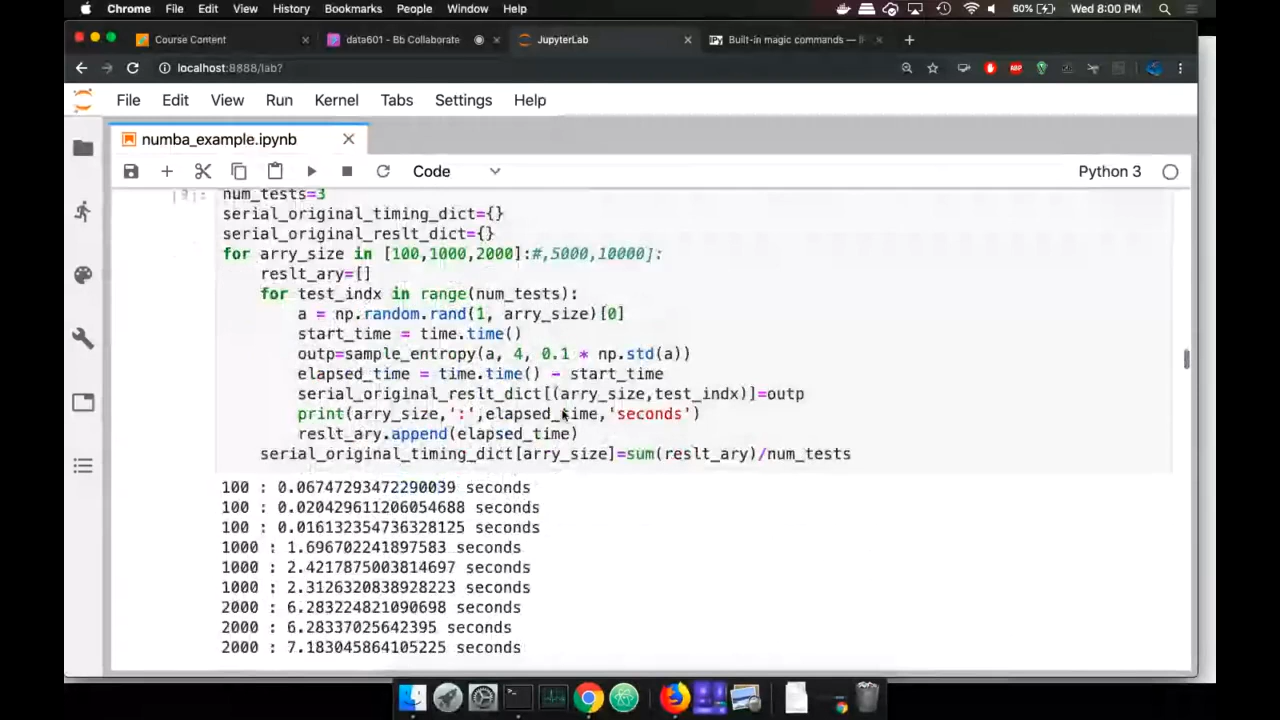 Chrome File Edit View History Bookmarks People Window Help 60% Wed 8:00 PM
Course Content data601 - Bb Collaborate JupyterLab Built-in magic commands —
localhost:8888/lab?
File Edit View Run Kernel Tabs Settings Help
numba_example.ipynb
Code Python 3
num_tests=3
serial_original_timing_dict={}
serial_original_reslt_dict={}
for arry_size in [100,1000,2000]:#,5000,10000]:
reslt_ary=[]
for test_indx in range(num_tests):
a = np.random.rand(1, arry_size)[0]
start_time = time.time()
outp=sample_entropy(a, 4, 0.1 * np.std(a))
elapsed_time = time.time() - start_time
serial_original_reslt_dict[(arry_size,test_indx)]=outp
print(arry_size,':',elapsed_time,'seconds')
reslt_ary.append(elapsed_time)
serial_original_timing_dict[arry_size]=sum(reslt_ary)/num_tests
100 : 0.06747293472290039 seconds
100 : 0.020429611206054688 seconds
100 : 0.016132354736328125 seconds
1000 : 1.696702241897583 seconds
1000 : 2.4217875003814697 seconds
1000 : 2.3126320838928223 seconds
2000 : 6.283224821090698 seconds
2000 : 6.28337025642395 seconds
2000 : 7.183045864105225 seconds